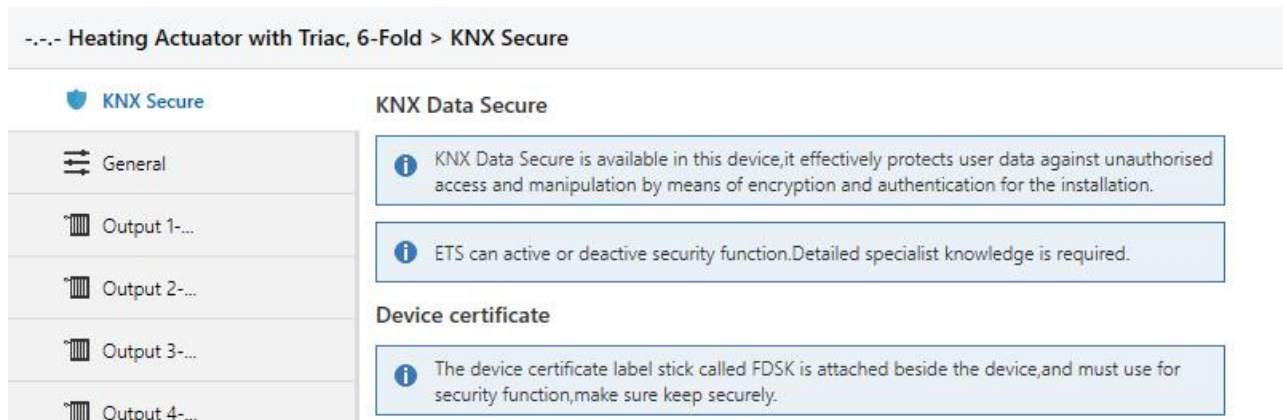 -.-.- Heating Actuator with Triac, 6-Fold > KNX Secure
KNX Secure
General
Output 1-...
Output 2-...
Output 3-...
Output 4-...
KNX Data Secure
KNX Data Secure is available in this device,it effectively protects user data against unauthorised
access and manipulation by means of encryption and authentication for the installation.
ETS can active or deactive security function.Detailed specialist knowledge is required.
Device certificate
The device certificate label stick called FDSK is attached beside the device,and must use for
security function,make sure keep securely.